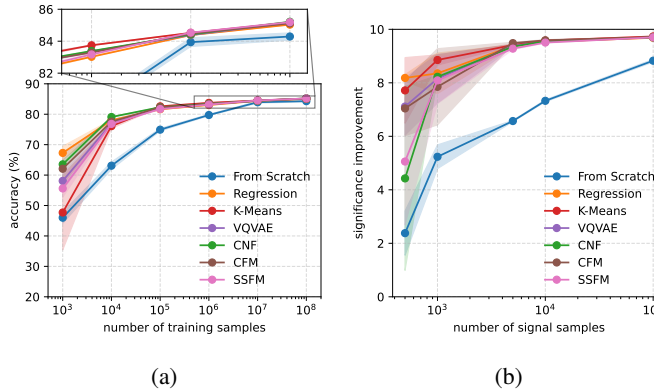 86
84
82
90
80
70
60
50
40
30
20
accuracy (%)
From Scratch
Regression
K-Means
VQVAE
CNF
CFM
SSFM
10³ 10⁴ 10⁵ 10⁶ 10⁷ 10⁸
number of training samples
(a)
10
8
6
4
2
0
significance improvement
From Scratch
Regression
K-Means
VQVAE
CNF
CFM
SSFM
10³ 10⁴ 10
number of signal samples
(b)